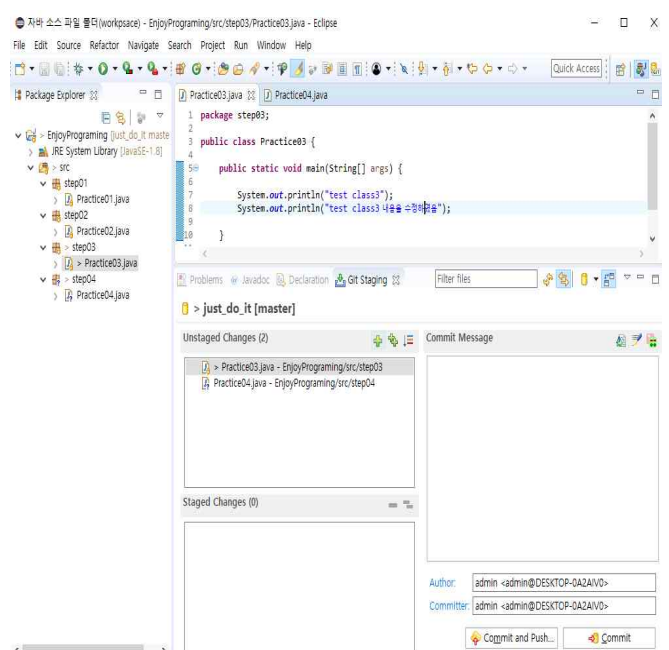 자바 소스 파일 폴더(workpsace) - EnjoyPrograming/src/step03/Practice03.java - Eclipse
File Edit Source Refactor Navigate Search Project Run Window Help
Quick Access
Package Explorer
> EnjoyPrograming [just_do_it maste
JRE System Library [JavaSE-1.8]
> src
step01
Practice01.java
step02
Practice02.java
> step03
> Practice03.java
> step04
Practice04.java
Practice03.java Practice04.java
1 package step03;
2
3 public class Practice03 {
4
5 public static void main(String[] args) {
6
7 System.out.println("test class3");
8 System.out.println("test class3 내용을 수정해줬음");
9
10 }
Problems @ Javadoc Declaration Git Staging
Filter files
> just_do_it [master]
Unstaged Changes (2)
> Practice03.java - EnjoyPrograming/src/step03
Practice04.java - EnjoyPrograming/src/step04
Staged Changes (0)
Commit Message
Author: admin <admin@DESKTOP-0A2AIV0>
Committer: admin <admin@DESKTOP-0A2AIV0>
Commit and Push... Commit